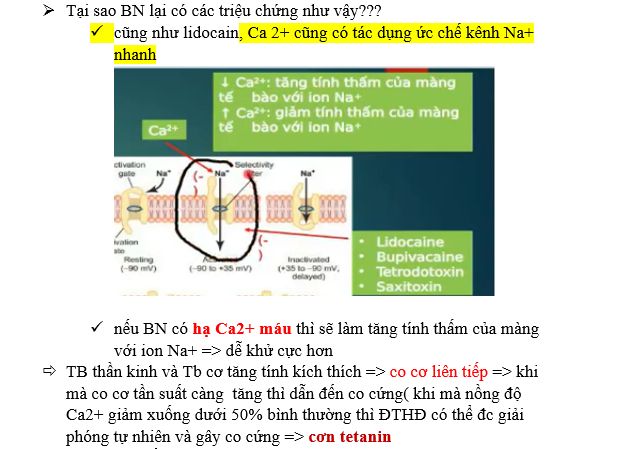 Tại sao BN lại có các triệu chứng như vậy???
cũng như lidocain, Ca 2+ cũng có tác dụng ức chế kênh Na+
nhanh
↓ Ca²⁺: tăng tính thấm của màng
tế bào với ion Na+
↑ Ca²⁺: giảm tính thấm của màng
tế bào với ion Na+
Ca²⁺
ctivation
gate
Na⁺
(-
)
Na⁺
Selectivity
Na⁺
(-
)
ivation
Resting
(−90 mV)
(−90 to +35 mV)
Inactivated
(+35 to −90 mV,
delayed)
• Lidocaine
• Bupivacaine
• Tetrodotoxin
• Saxitoxin
nếu BN có hạ Ca2+ máu thì sẽ làm tăng tính thấm của màng
với ion Na+ => dễ khử cực hơn
TB thần kinh và Tb cơ tăng tính kích thích => co cơ liên tiếp => khi
mà co cơ tần suất càng tăng thì dẫn đến co cứng( khi mà nồng độ
Ca2+ giảm xuống dưới 50% bình thường thì ĐTHĐ có thể đc giải
phóng tự nhiên và gây co cứng => cơn tetanin